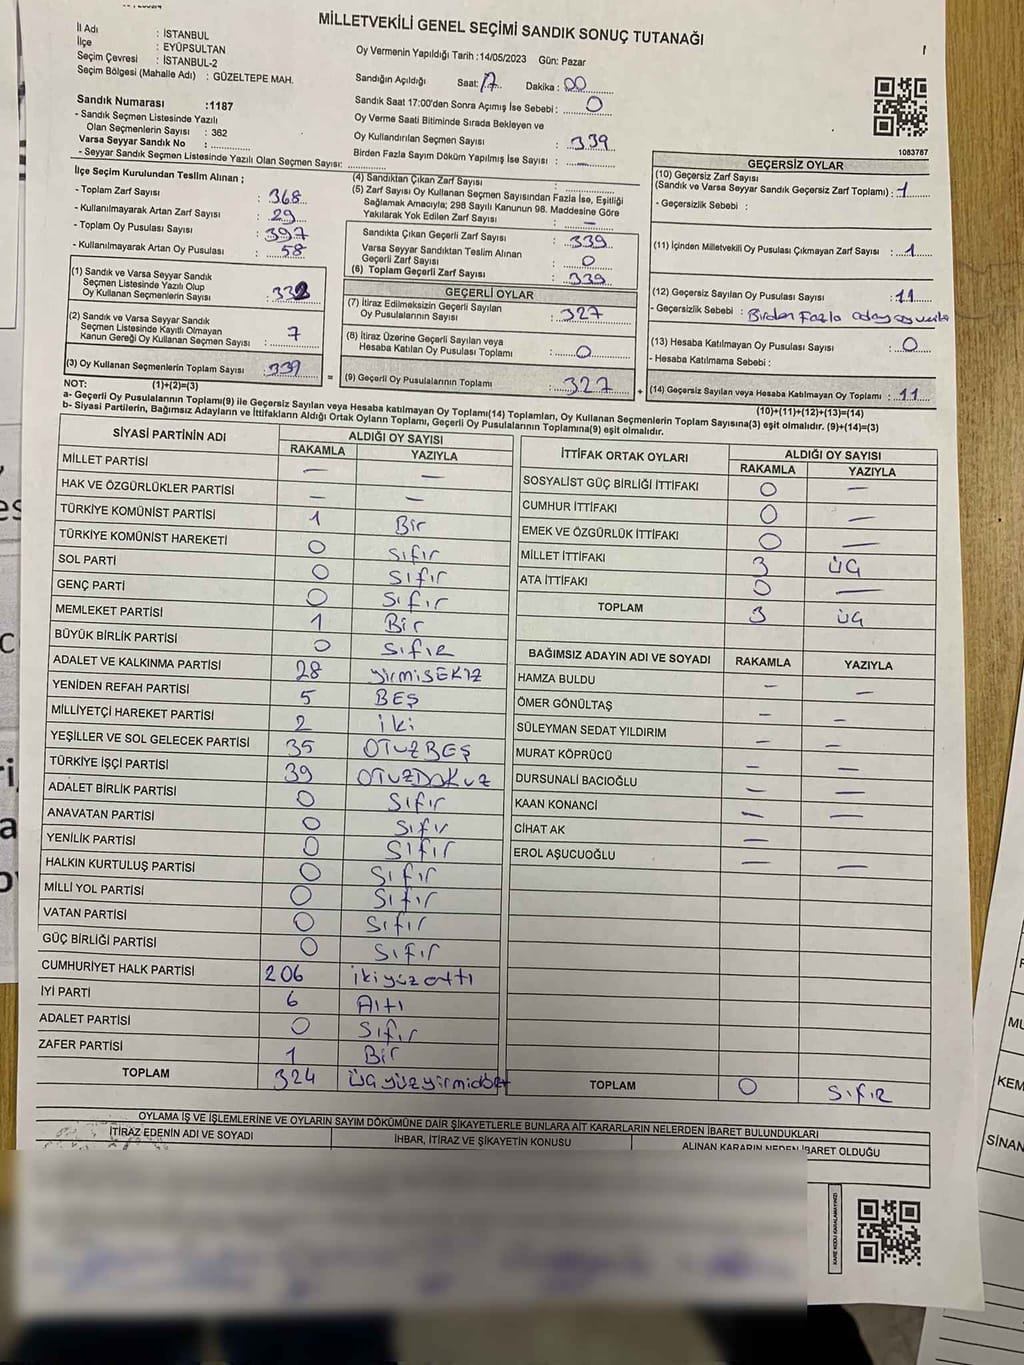 MİLLETVEKİLİ GENEL SEÇİMİ SANDIK SONUÇ TUTANAĞI
İl Adı : İSTANBUL
İlçe : EYÜPSULTAN
Seçim Çevresi : İSTANBUL-2
Seçim Bölgesi (Mahalle Adı) : GÜZELTEPE MAH.
Oy Vermenin Yapıldığı Tarih : 14/05/2023 Gün: Pazar
Sandığın Açıldığı Saat: 17 Dakika : 00
Sandık Saat 17:00'den Sonra Açımış İse Sebebi : 0
Oy Verme Saati Bitiminde Sırada Bekleyen ve
Oy Kullandırılan Seçmen Sayısı : 339
Birden Fazla Sayım Döküm Yapılmış İse Sayısı : -
Sandık Numarası :1187
- Sandık Seçmen Listesinde Yazılı
Olan Seçmenlerin Sayısı : 362
Varsa Seyyar Sandık No :
- Seyyar Sandık Seçmen Listesinde Yazılı Olan Seçmen Sayısı:
1083787
İlçe Seçim Kurulundan Teslim Alınan ;
- Toplam Zarf Sayısı : 368
- Kullanılmayarak Artan Zarf Sayısı : 29
- Toplam Oy Pusulası Sayısı : 397
- Kullanılmayarak Artan Oy Pusulası : 58
(1) Sandık ve Varsa Seyyar Sandık
Seçmen Listesinde Yazılı Olup
Oy Kullanan Seçmenlerin Sayısı :
(2) Sandık ve Varsa Seyyar Sandık
Seçmen Listesinde Kayıtlı Olmayan
Kanun Gereği Oy Kullanan Seçmen Sayısı : 7
(3) Oy Kullanan Seçmenlerin Toplam Sayısı : 339
(4) Sandıktan Çıkan Zarf Sayısı :
(5) Zarf Sayısı Oy Kullanan Seçmen Sayısından Fazla İse, Eşitliği
Sağlamak Amacıyla; 298 Sayılı Kanunun 98. Maddesine Göre
Yakılarak Yok Edilen Zarf Sayısı : -
Sandıkta Çıkan Geçerli Zarf Sayısı : 339
Varsa Seyyar Sandıktan Teslim Alınan
Geçerli Zarf Sayısı : 0
(6) Toplam Geçerli Zarf Sayısı : 339
GEÇERLİ OYLAR
(7) İtiraz Edilmeksizin Geçerli Sayılan
Oy Pusulalarının Sayısı : 327
(8) İtiraz Üzerine Geçerli Sayılan veya
Hesaba Katılan Oy Pusulası Toplamı : 0
= (9) Geçerli Oy Pusulalarının Toplamı : 327 +
GEÇERSİZ OYLAR
(10) Geçersiz Zarf Sayısı
(Sandık ve Varsa Seyyar Sandık Geçersiz Zarf Toplamı) : 1
- Geçersizlik Sebebi :
(11) İçinden Milletvekili Oy Pusulası Çıkmayan Zarf Sayısı : 1
(12) Geçersiz Sayılan Oy Pusulası Sayısı : 11
- Geçersizlik Sebebi : Birden Fazla
(13) Hesaba Katılmayan Oy Pusulası Sayısı : 0
- Hesaba Katılmama Sebebi :
(14) Geçersiz Sayılan veya Hesaba Katılmayan Oy Toplamı : 11
NOT: (1)+(2)=(3)
(10)+(11)+(12)+(13)=(14)
a- Geçerli Oy Pusulalarının Toplamı(9) ile Geçersiz Sayılan veya Hesaba katılmayan Oy Toplamı(14) Toplamları, Oy Kullanan Seçmenlerin Toplam Sayısına(3) eşit olmalıdır. (9)+(14)=(3)
b- Siyasi Partilerin, Bağımsız Adayların ve İttifakların Aldığı Ortak Oyların Toplamı, Geçerli Oy Pusulalarının Toplamına(9) eşit olmalıdır.
SİYASİ PARTİNİN ADI ALDIĞI OY SAYISI
RAKAMLA YAZIYLA
MİLLET PARTİSİ - -
HAK VE ÖZGÜRLÜKLER PARTİSİ - -
TÜRKİYE KOMÜNİST PARTİSİ 1 Bir
TÜRKİYE KOMÜNİST HAREKETİ 0 Sıfır
SOL PARTİ 0 Sıfır
GENÇ PARTİ 0 Sıfır
MEMLEKET PARTİSİ 1 Bir
BÜYÜK BİRLİK PARTİSİ 0 SıfıR
ADALET VE KALKINMA PARTİSİ 28 yirmiSEKİZ
YENİDEN REFAH PARTİSİ 5 BEŞ
MİLLİYETÇİ HAREKET PARTİSİ 2 iki
YEŞİLLER VE SOL GELECEK PARTİSİ 35 OTUZBEŞ
TÜRKİYE İŞÇİ PARTİSİ 39 OTUZDOKUZ
ADALET BİRLİK PARTİSİ 0 Sıfır
ANAVATAN PARTİSİ 0 Sıfır
YENİLİK PARTİSİ 0 Sıfır
HALKIN KURTULUŞ PARTİSİ 0 Sıfır
MİLLİ YOL PARTİSİ 0 Sıfır
VATAN PARTİSİ 0 Sıfır
GÜÇ BİRLİĞİ PARTİSİ 0 Sıfır
CUMHURİYET HALK PARTİSİ 206 ikiyüzaltı
İYİ PARTİ 6 Altı
ADALET PARTİSİ 0 Sıfır
ZAFER PARTİSİ 1 Bir
TOPLAM 324 üçyüzyirmidört
İTTİFAK ORTAK OYLARI ALDIĞI OY SAYISI
RAKAMLA YAZIYLA
SOSYALİST GÜÇ BİRLİĞİ İTTİFAKI 0 -
CUMHUR İTTİFAKI 0 -
EMEK VE ÖZGÜRLÜK İTTİFAKI 0 -
MİLLET İTTİFAKI 3 üç
ATA İTTİFAKI 0 -
TOPLAM 3 üç
BAĞIMSIZ ADAYIN ADI VE SOYADI RAKAMLA YAZIYLA
HAMZA BULDU - -
ÖMER GÖNÜLTAŞ - -
SÜLEYMAN SEDAT YILDIRIM - -
MURAT KÖPRÜCÜ - -
DURSUNALİ BACIOĞLU - -
KAAN KONANCİ - -
CİHAT AK -
EROL AŞUCUOĞLU - -
TOPLAM 0 SıfıR
OYLAMA İŞ VE İŞLEMLERİNE VE OYLARIN SAYIM DÖKÜMÜNE DAİR ŞİKAYETLERLE BUNLARA AİT KARARLARIN NELERDEN İBARET BULUNDUKLARI
İTİRAZ EDENİN ADI VE SOYADI İHBAR, İTİRAZ VE ŞİKAYETİN KONUSU ALINAN KARARIN NEDEN İBARET OLDUĞU
KARE KODU KARALAMAYINIZ!
KEM
SİNAN